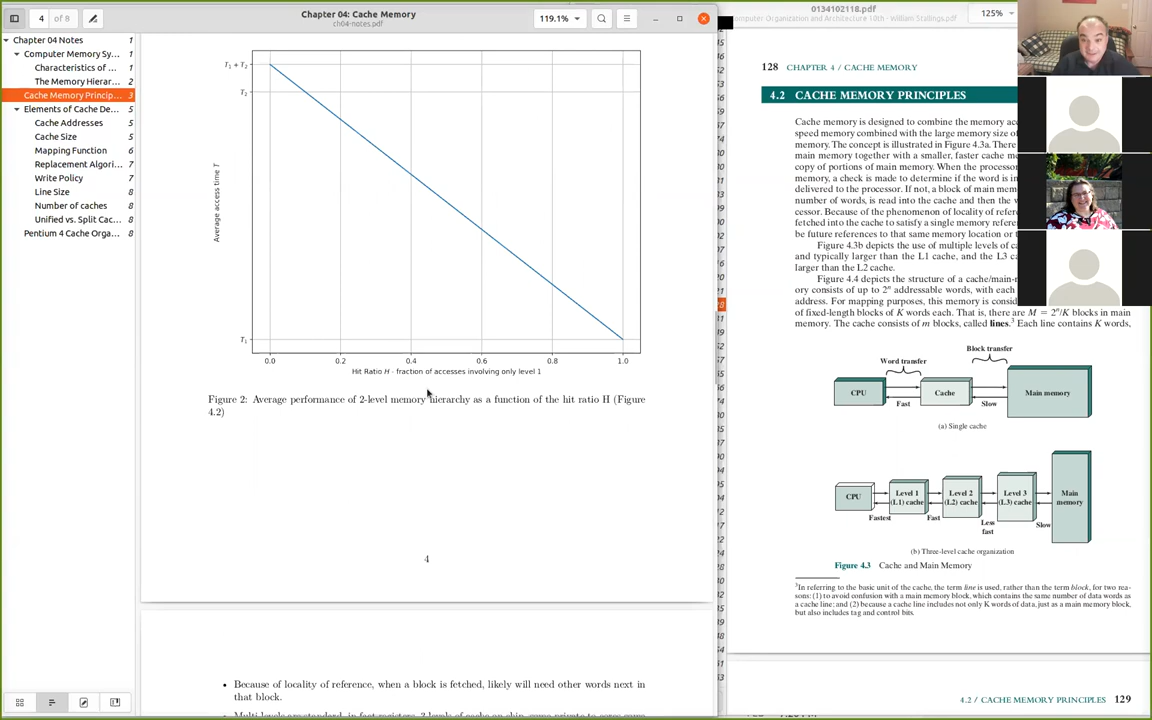 4 of 8
Chapter 04: Cache Memory
ch04-notes.pdf
119.1%
Chapter 04 Notes 1
Computer Memory Sy... 1
Characteristics of ... 1
The Memory Hierar... 2
Cache Memory Princip... 3
Elements of Cache De... 5
Cache Addresses 5
Cache Size 5
Mapping Function 6
Replacement Algori... 7
Write Policy 7
Line Size 8
Number of caches 8
Unified vs. Split Cac... 8
Pentium 4 Cache Orga... 8
T1 + T2
T2
Average access time T
T1
0.0 0.2 0.4 0.6 0.8 1.0
Hit Ratio H - fraction of accesses involving only level 1
Figure 2: Average performance of 2-level memory hierarchy as a function of the hit ratio H (Figure
4.2)
4
• Because of locality of reference, when a block is fetched, likely will need other words next in
that block.
0134102118.pdf
omputer Organization and Architecture 10th - William Stallings.pdf
125%
128 CHAPTER 4 / CACHE MEMORY
4.2 CACHE MEMORY PRINCIPLES
Cache memory is designed to combine the memory acc
speed memory combined with the large memory size of
memory. The concept is illustrated in Figure 4.3a. There
main memory together with a smaller, faster cache me
copy of portions of main memory. When the processor
memory, a check is made to determine if the word is in
delivered to the processor. If not, a block of main mem
number of words, is read into the cache and then the w
cessor. Because of the phenomenon of locality of refere
fetched into the cache to satisfy a single memory refere
be future references to that same memory location or t
Figure 4.3b depicts the use of multiple levels of ca
and typically larger than the L1 cache, and the L3 ca
larger than the L2 cache.
Figure 4.4 depicts the structure of a cache/main-m
ory consists of up to 2ⁿ addressable words, with each
address. For mapping purposes, this memory is consid
of fixed-length blocks of K words each. That is, there are M = 2ⁿ/K blocks in main
memory. The cache consists of m blocks, called lines.³ Each line contains K words,
Block transfer
Word transfer
CPU
Cache
Main memory
Fast
Slow
(a) Single cache
CPU
Level 1
(L1) cache
Level 2
(L2) cache
Level 3
(L3) cache
Main
memory
Fastest
Fast
Less
fast
Slow
(b) Three-level cache organization
Figure 4.3 Cache and Main Memory
³In referring to the basic unit of the cache, the term line is used, rather than the term block, for two rea-
sons: (1) to avoid confusion with a main memory block, which contains the same number of data words as
a cache line; and (2) because a cache line includes not only K words of data, just as a main memory block,
but also includes tag and control bits.
4.2 / CACHE MEMORY PRINCIPLES 129